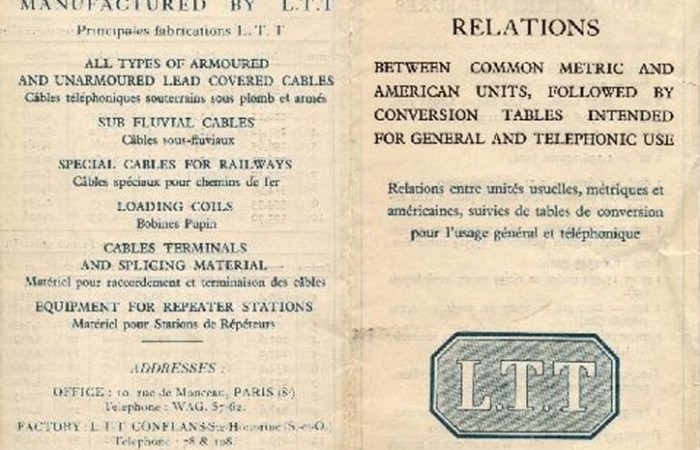 MANUFACTURED BY L.T.T
Principales fabrications L. T. T
ALL TYPES OF ARMOURED
AND UNARMOURED LEAD COVERED CABLES
Câbles téléphoniques souterrains sous plomb et armés
SUB FLUVIAL CABLES
Câbles sous-fluviaux
SPECIAL CABLES FOR RAILWAYS
Câbles spéciaux pour chemins de fer
LOADING COILS
Bobines Pupin
CABLES TERMINALS
AND SPLICING MATERIAL
Matériel pour raccordement et terminaison des câbles
EQUIPMENT FOR REPEATER STATIONS
Matériel pour Stations de Répéteurs
ADDRESSES :
OFFICE : 10, rue de Monceau, PARIS (8e)
Telephone : WAG. 57-62.
FACTORY : L T T CONFLANS-Ste-Honorine (S.-et-O.)
Telephone : 78 & 108.
RELATIONS
BETWEEN COMMON METRIC AND
AMERICAN UNITS, FOLLOWED BY
CONVERSION TABLES INTENDED
FOR GENERAL AND TELEPHONIC USE
Relations entre unités usuelles, métriques et
américaines, suivies de tables de conversion
pour l'usage général et téléphonique
L.T.T